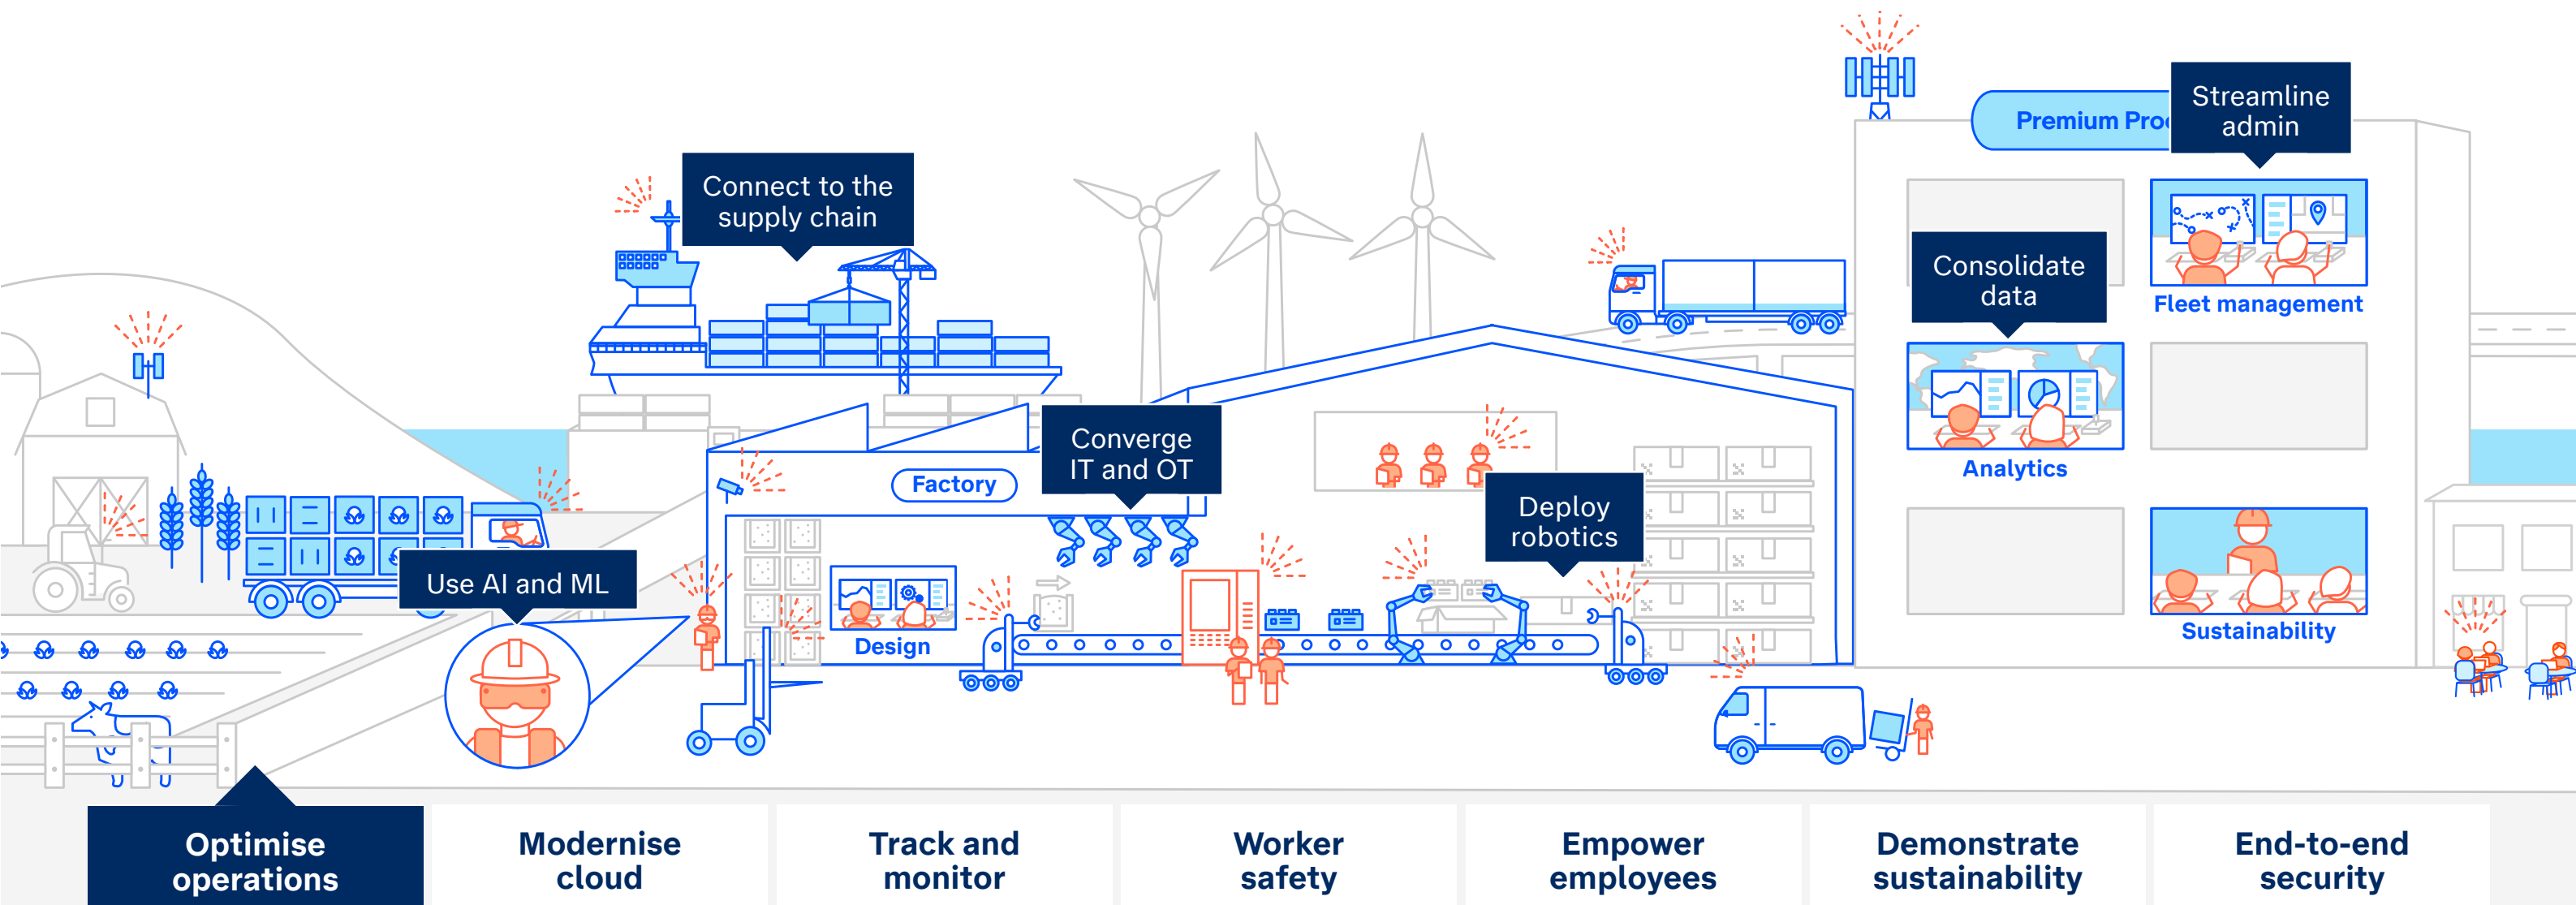 Premium
Streamline
admin
Connect to the
supply chain
Consolidate
data
Fleet management
Converge
IT and OT
Analytics
Factory
Deploy
robotics
Use AI and ML
Design
Sustainability
Optimise
operations
Modernise
cloud
Track and
monitor
Worker
safety
Empower
employees
Demonstrate
sustainability
End-to-end
security